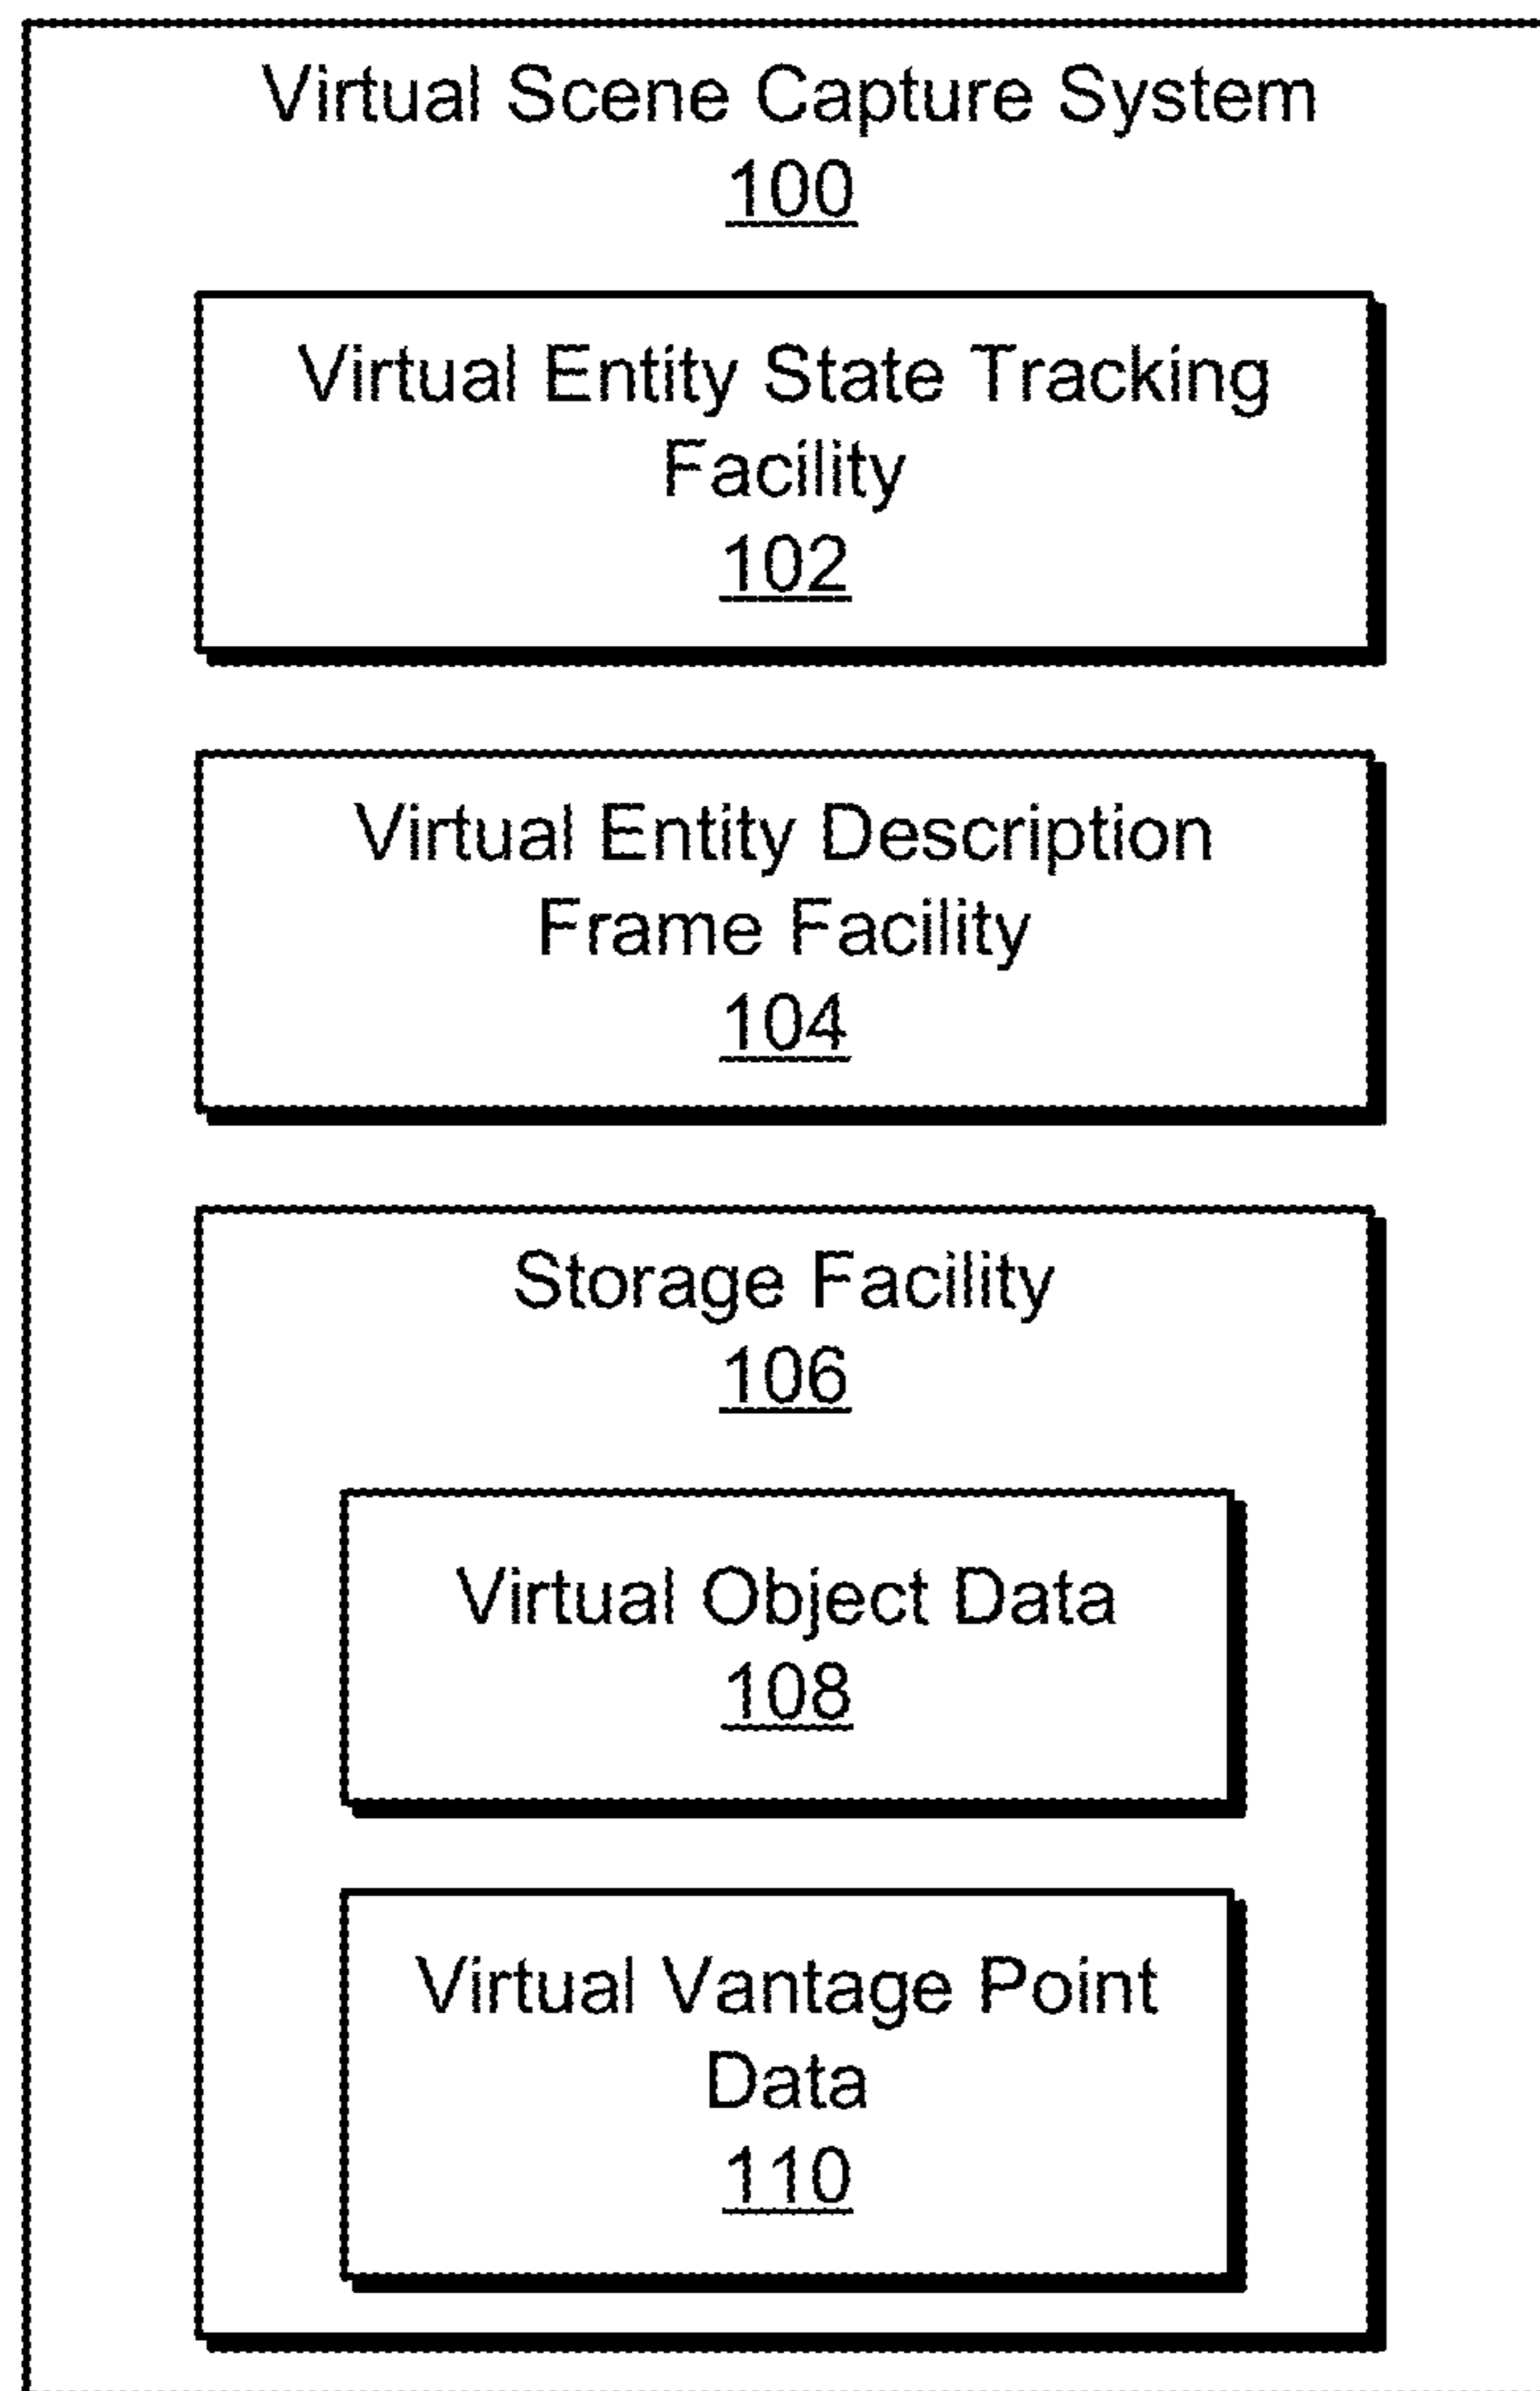 Virtual Scene Capture System
100
Virtual Entity State Tracking
Facility
102
Virtual Entity Description
Frame Facility
104
Storage Facility
106
Virtual Object Data
108
Virtual Vantage Point
Data
110